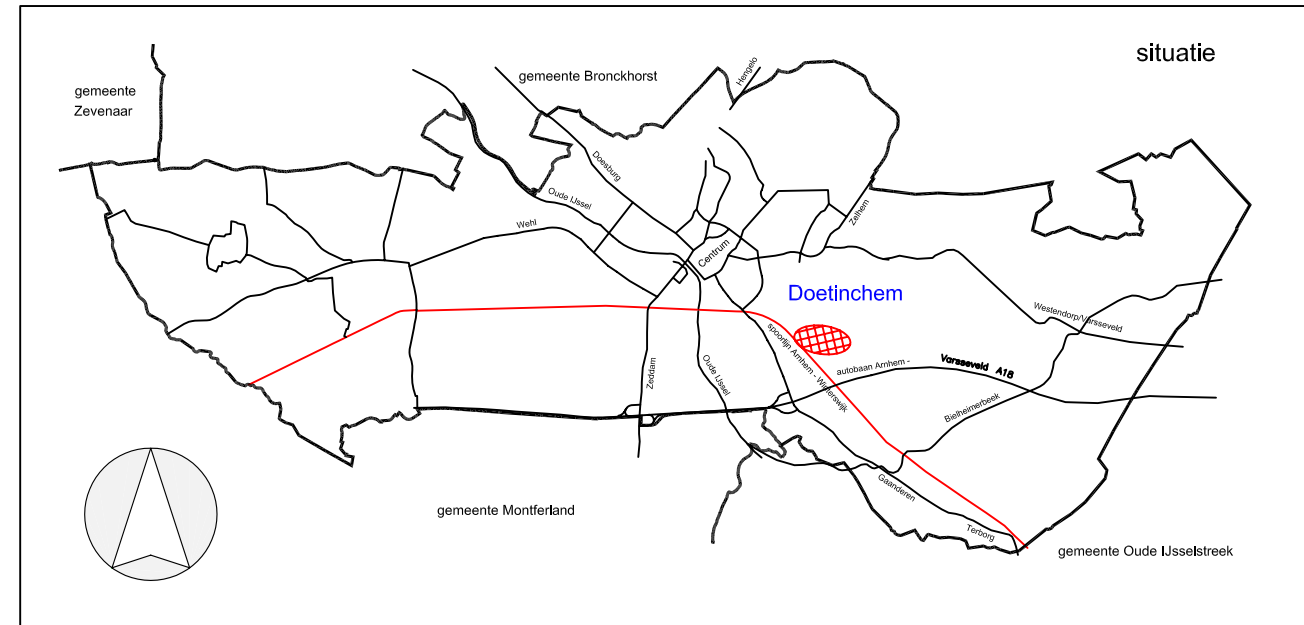 situatie
gemeente Bronckhorst
Hengelo
gemeente
Zevenaar
Doesburg
Oude IJssel
Wehl
Zelhem
Centrum
Doetinchem
Westendorp/Varsseveld
spoorlijn Arnhem - Winterswijk
autobaan Arnhem -
Varsseveld A18
Zeddam
Oude IJssel
Bielheimerbeek
Gaanderen
Terborg
gemeente Montferland
gemeente Oude IJsselstreek